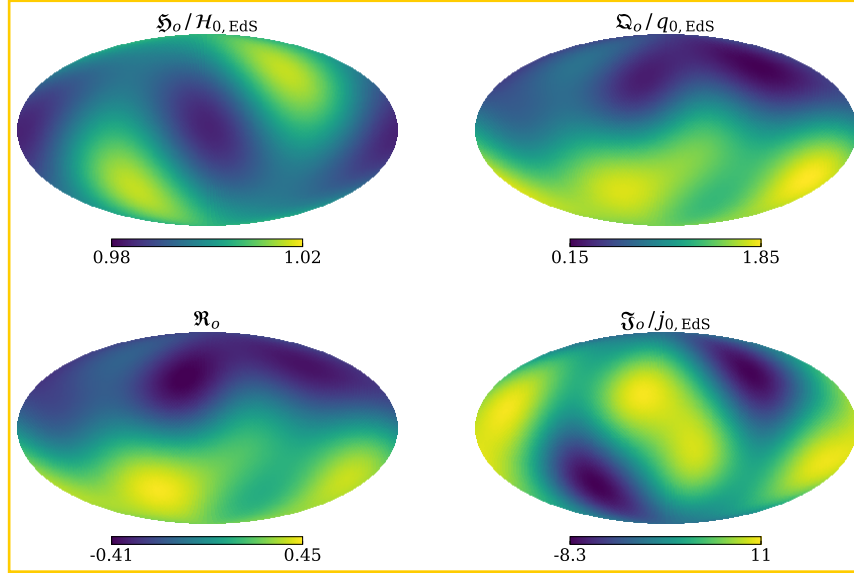 ℌₒ / ℋ₀, EdS
𝔔ₒ / q₀, EdS
0.98 1.02
0.15 1.85
ℜₒ
𝔍ₒ / j₀, EdS
-0.41 0.45
-8.3 11